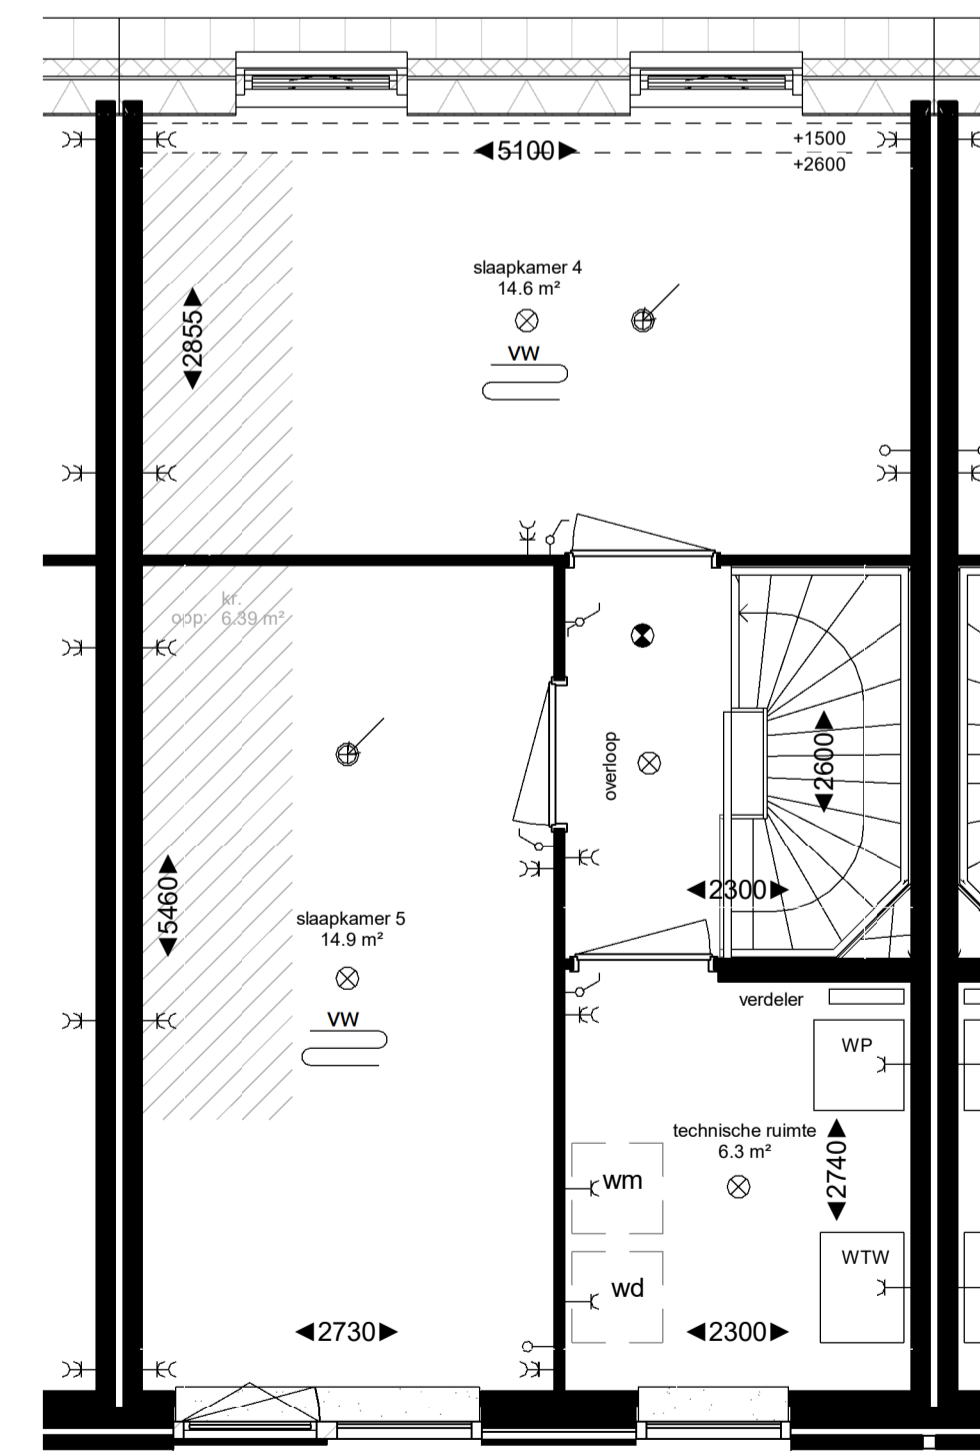 5100
+1500
+2600
slaapkamer 4
14.6 m²
2855
VW
kr.
opp: 6.39 m²
overloop
2600
2300
5460
slaapkamer 5
14.9 m²
VW
verdeler
WP
technische ruimte
6.3 m²
2740
wm
WTW
wd
2730
2300